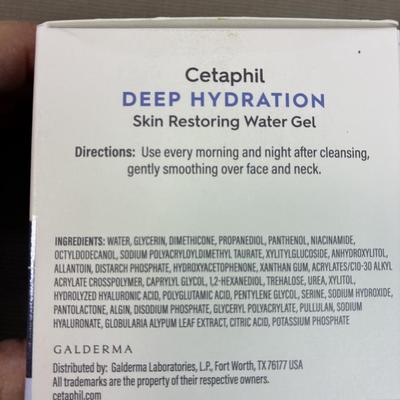 Cetaphil
DEEP HYDRATION
Skin Restoring Water Gel
Directions: Use every morning and night after cleansing,
gently smoothing over face and neck.
INGREDIENTS: WATER, GLYCERIN, DIMETHICONE, PROPANEDIOL, PANTHENOL, NIACINAMIDE,
OCTYLDODECANOL, SODIUM POLYACRYLOYLDIMETHYL TAURATE, XYLITYLGLUCOSIDE, ANHYDROXYLITOL,
ALLANTOIN, DISTARCH PHOSPHATE, HYDROXYACETOPHENONE, XANTHAN GUM, ACRYLATES/C10-30 ALKYL
ACRYLATE CROSSPOLYMER, CAPRYLYL GLYCOL, 1,2-HEXANEDIOL, TREHALOSE, UREA, XYLITOL,
HYDROLYZED HYALURONIC ACID, POLYGLUTAMIC ACID, PENTYLENE GLYCOL, SERINE, SODIUM HYDROXIDE,
PANTOLACTONE, ALGIN, DISODIUM PHOSPHATE, GLYCERYL POLYACRYLATE, PULLULAN, SODIUM
HYALURONATE, GLOBULARIA ALYPUM LEAF EXTRACT, CITRIC ACID, POTASSIUM PHOSPHATE
GALDERMA
Distributed by: Galderma Laboratories, L.P., Fort Worth, TX 76177 USA
All trademarks are the property of their respective owners.
cetaphil.com